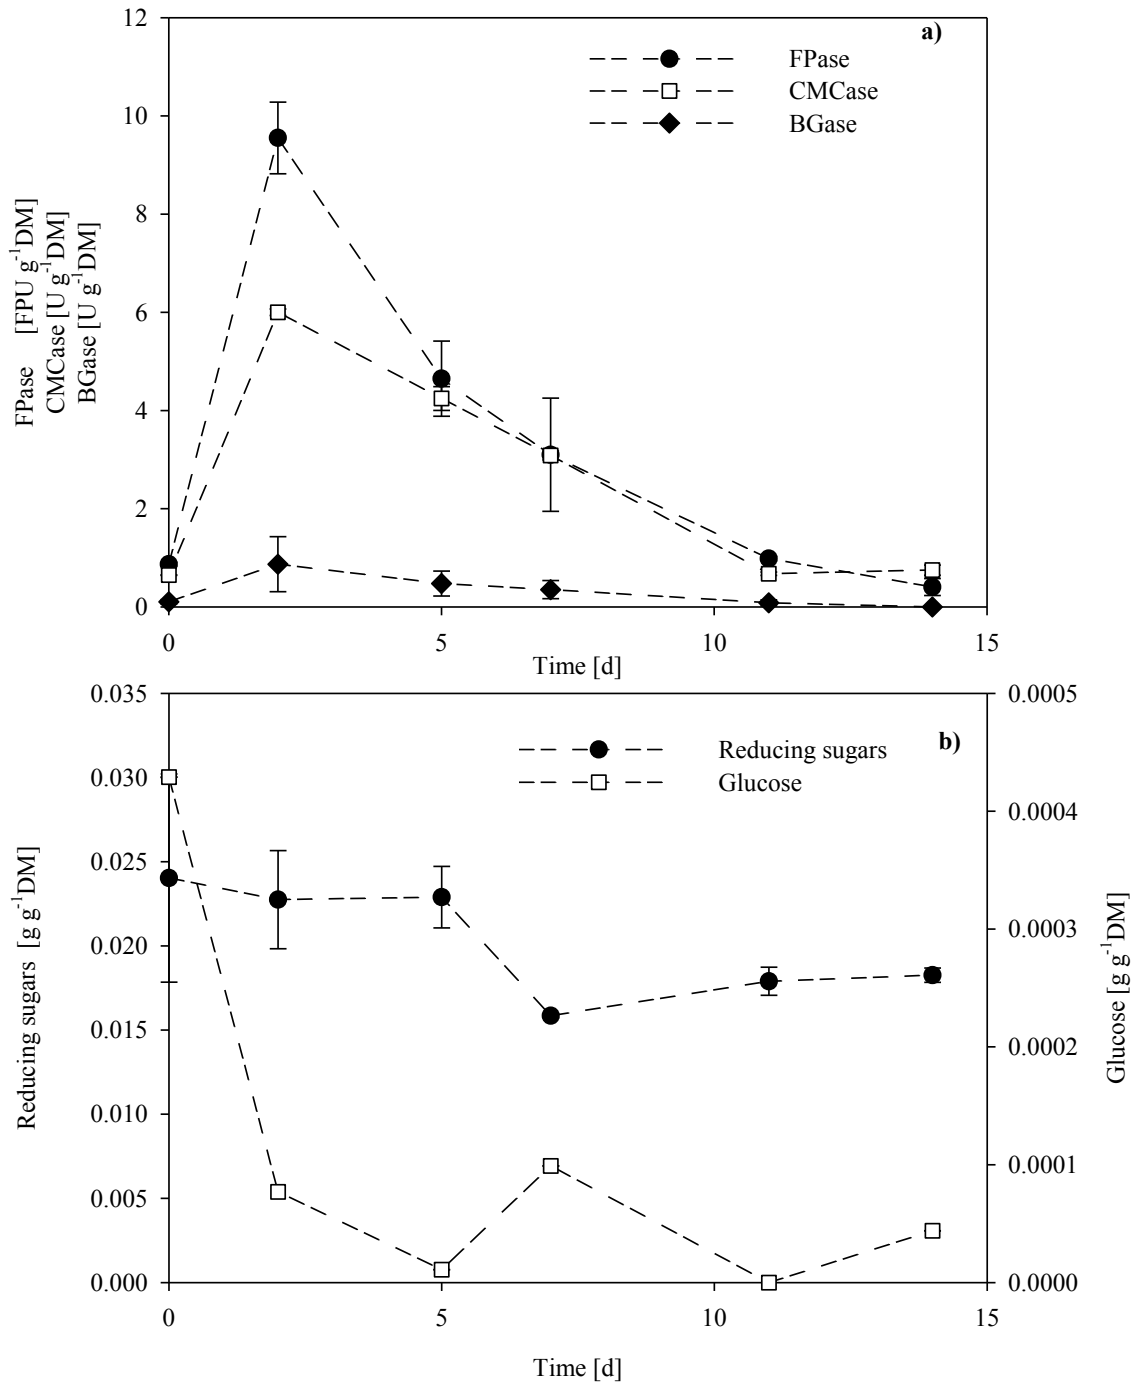 12
10
8
6
4
2
0
FPase [FPU g⁻¹DM]
CMCase [U g⁻¹DM]
BGase [U g⁻¹DM]
a)
FPase
CMCase
BGase
0 5 10 15
Time [d]
0.035
0.030
0.025
0.020
0.015
0.010
0.005
0.000
Reducing sugars [g g⁻¹DM]
b)
Reducing sugars
Glucose
0.0005
0.0004
0.0003
0.0002
0.0001
0.0000
Glucose [g g⁻¹DM]
0 5 10 15
Time [d]